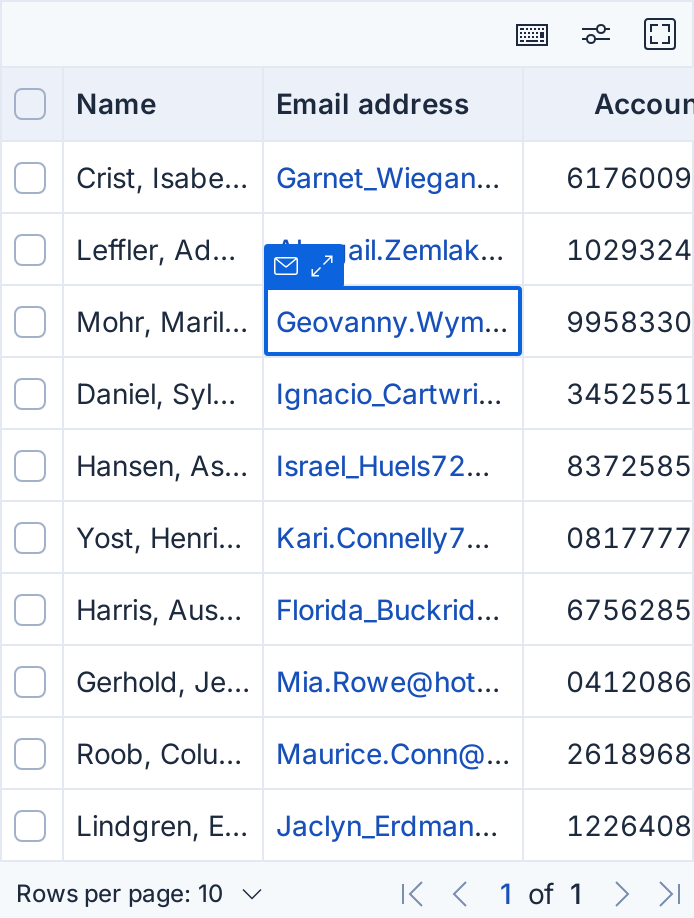 Name Email address Accoun
Crist, Isabe... Garnet_Wiegan... 6176009
Leffler, Ad... ail.Zemlak... 1029324
Mohr, Maril... Geovanny.Wym... 9958330
Daniel, Syl... Ignacio_Cartwri... 3452551
Hansen, As... Israel_Huels72... 8372585
Yost, Henri... Kari.Connelly7... 0817777
Harris, Aus... Florida_Buckrid... 6756285
Gerhold, Je... Mia.Rowe@hot... 0412086
Roob, Colu... Maurice.Conn@... 2618968
Lindgren, E... Jaclyn_Erdman... 1226408
Rows per page: 10 1 of 1